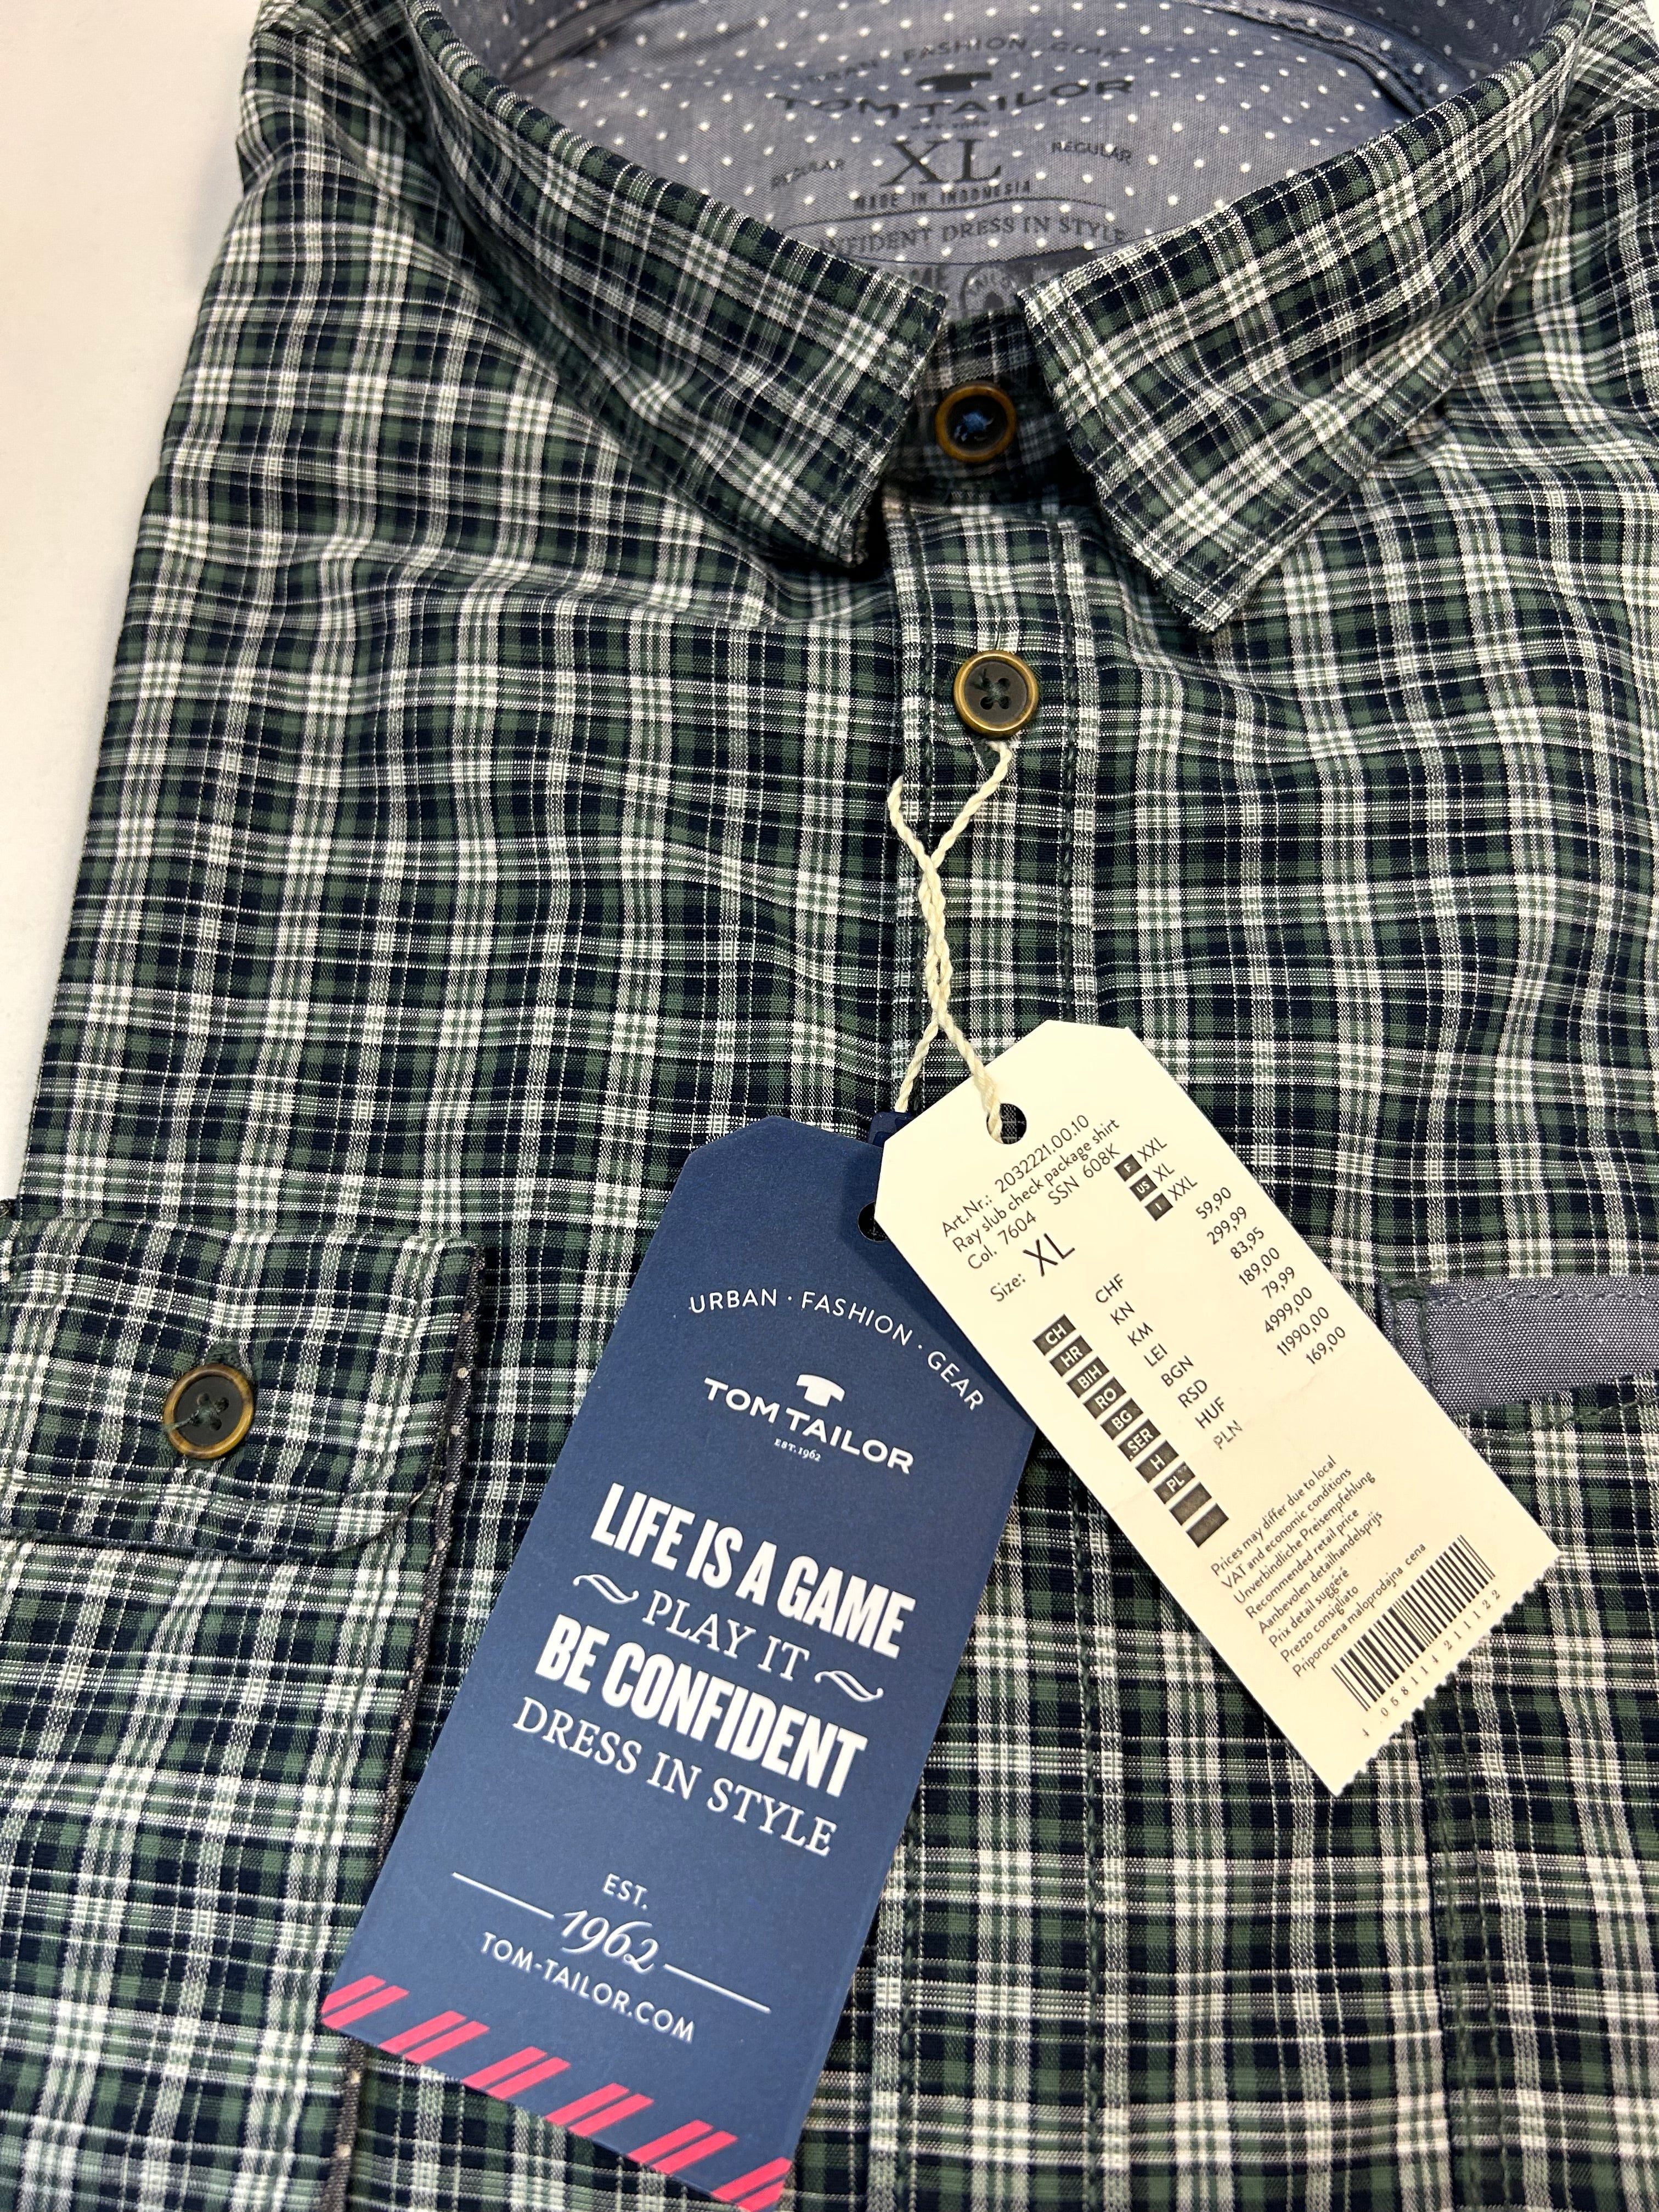 URBAN · FASHION GEAR
TOM TAILOR
REGULAR XL REGULAR
MADE IN INDONESIA
CONFIDENT DRESS IN STYLE
Art.Nr.: 2032221.00.10
Ray slub check package shirt
Col. 7604 SSN 608K
Size: XL
F XXL
US XL
I XXL
CH CHF 59,90
HR KN 299,99
BIH KM 83,95
RO LEI 189,00
BG BGN 79,99
SER RSD 4999,00
H HUF 11990,00
PL PLN 169,00
Prices may differ due to local
VAT and economic conditions
Unverbindliche Preisempfehlung
Recommended retail price
Aanbevolen detailhandelsprijs
Prix detail suggéré
Prezzo consigliato
Priporocena maloprodajna cena
4 058114 211122
URBAN · FASHION · GEAR
TOM TAILOR
EST. 1962
LIFE IS A GAME
PLAY IT
BE CONFIDENT
DRESS IN STYLE
EST.
1962
TOM-TAILOR.COM